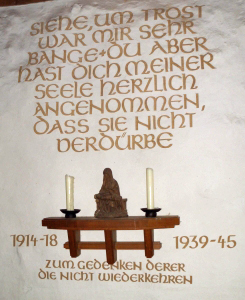 SIEHE, UM TROST
WAR MIR SEHR
BANGE+DU ABER
HAST DICH MEINER
SEELE HERZLICH
ANGENOMMEN,
DASS SIE NICHT
VERDÜRBE
1914-18 1939-45
ZUM GEDENKEN DERER
DIE NICHT WIEDERKEHREN